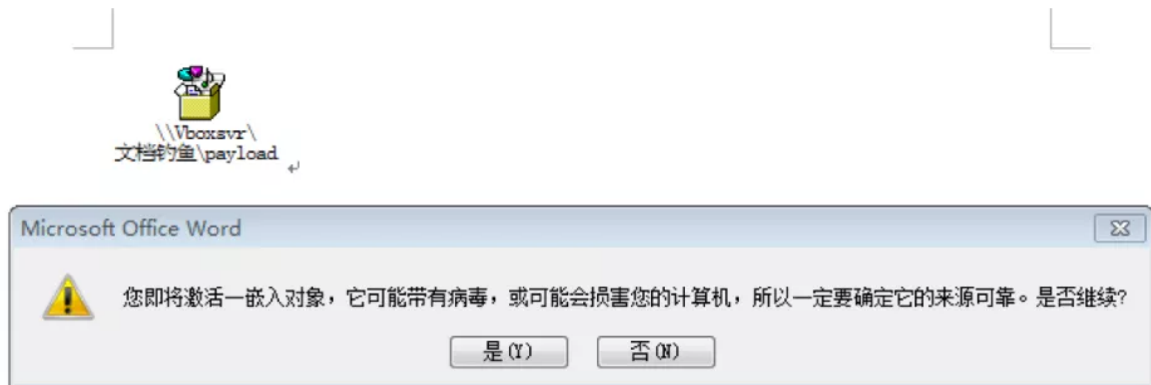 \\Vboxsvr\
文档钓鱼\payload
Microsoft Office Word
您即将激活一嵌入对象，它可能带有病毒，或可能会损害您的计算机，所以一定要确定它的来源可靠。是否继续?
是(Y)
否(N)